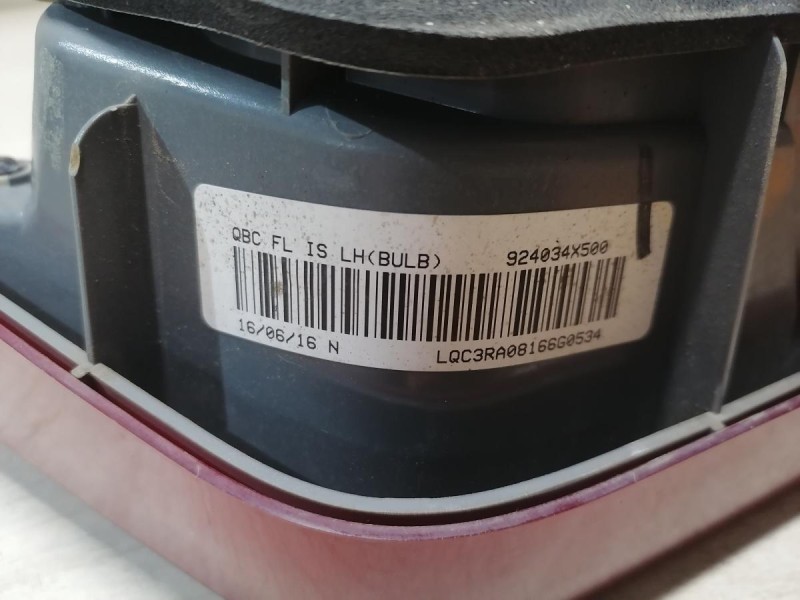 QBC FL IS LH(BULB) 924034X500
16/06/16 N LQC3RA08166G0534